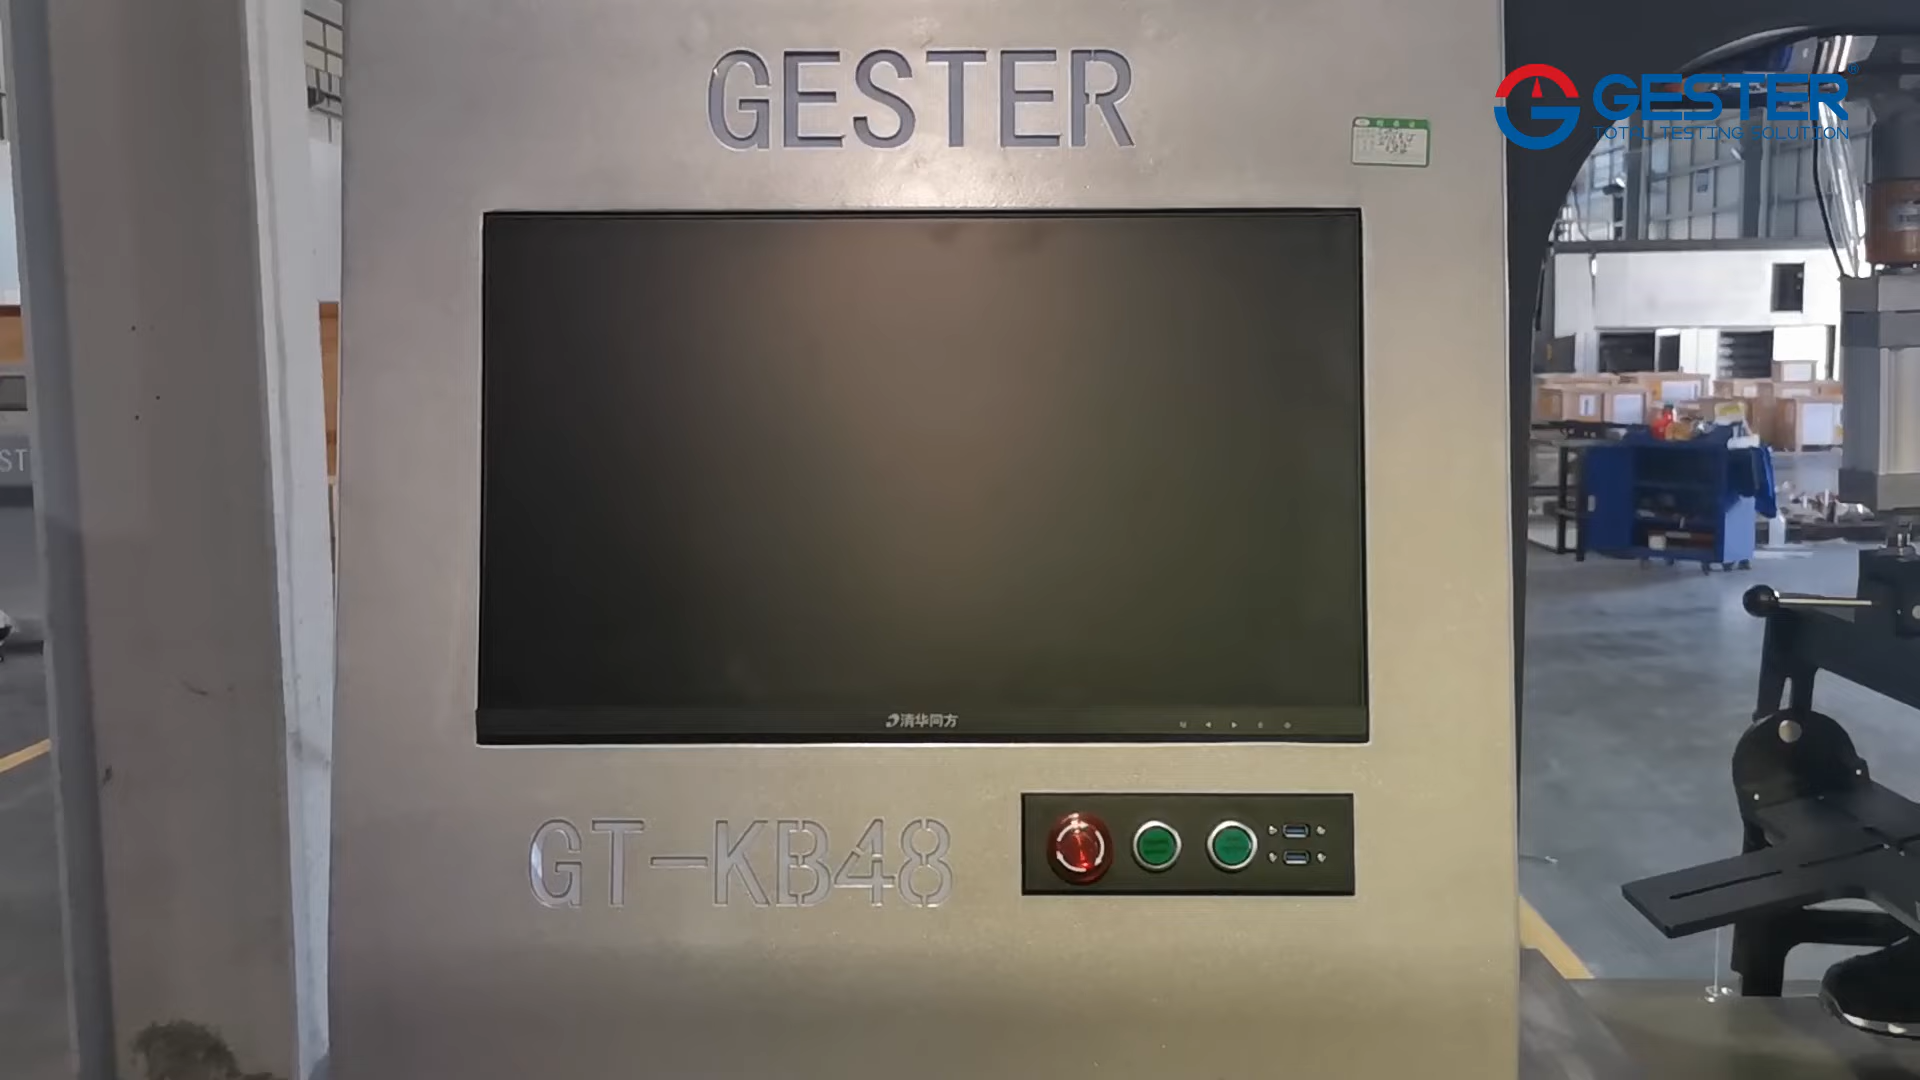 GESTER
GESTER®
TOTAL TESTING SOLUTION
清华同方
GT-KB48